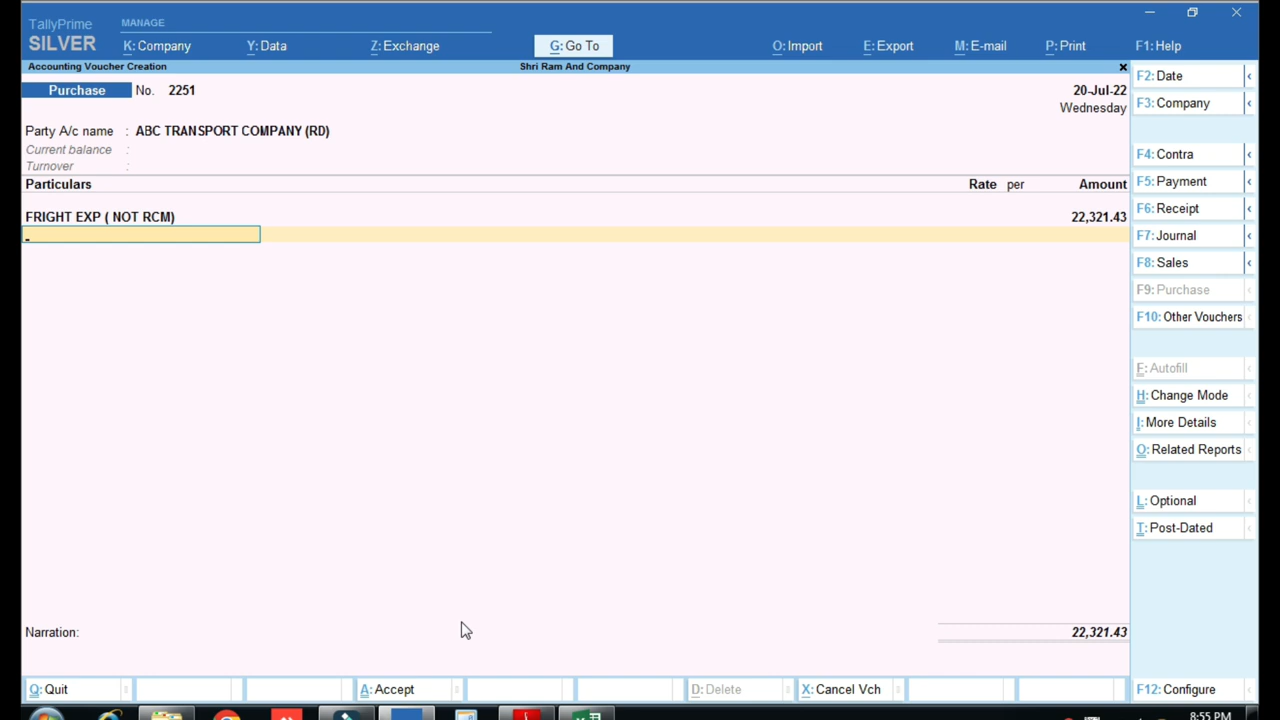 TallyPrime
MANAGE
SILVER
K: Company
Y: Data
Z: Exchange
G: Go To
O: Import
E: Export
M: E-mail
P: Print
F1: Help
Accounting Voucher Creation
Shri Ram And Company
Purchase No. 2251
20-Jul-22
Wednesday
Party A/c name : ABC TRANSPORT COMPANY (RD)
Current balance :
Turnover :
Particulars Rate per Amount
FRIGHT EXP ( NOT RCM) 22,321.43
Narration: 22,321.43
F2: Date
F3: Company
F4: Contra
F5: Payment
F6: Receipt
F7: Journal
F8: Sales
F9: Purchase
F10: Other Vouchers
E: Autofill
H: Change Mode
I: More Details
O: Related Reports
L: Optional
T: Post-Dated
Q: Quit
A: Accept
D: Delete
X: Cancel Vch
F12: Configure
8:55 PM